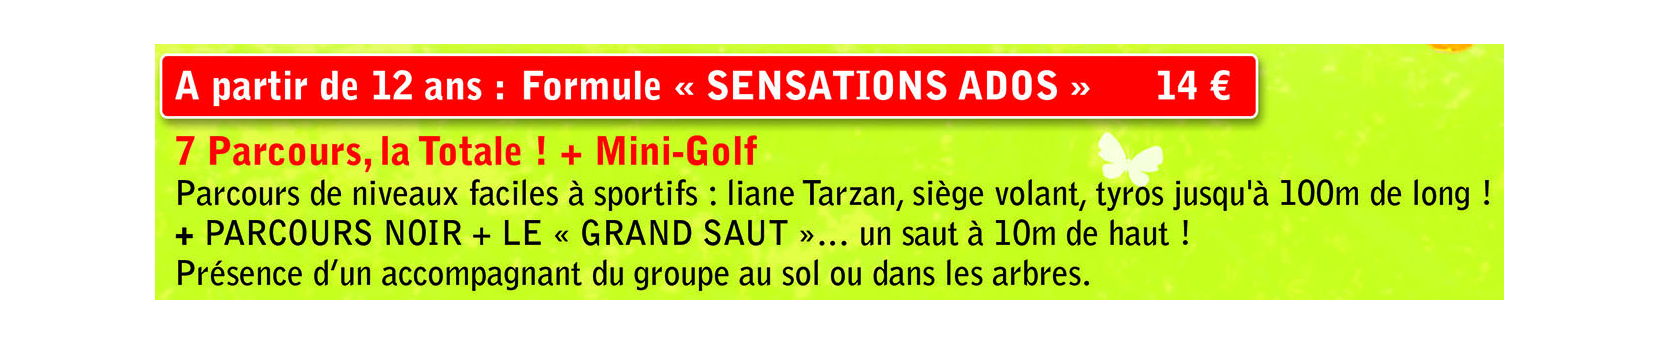 A partir de 12 ans : Formule « SENSATIONS ADOS » 14 €
7 Parcours, la Totale ! + Mini-Golf
Parcours de niveaux faciles à sportifs : liane Tarzan, siège volant, tyros jusqu'à 100m de long !
+ PARCOURS NOIR + LE « GRAND SAUT »... un saut à 10m de haut !
Présence d’un accompagnant du groupe au sol ou dans les arbres.